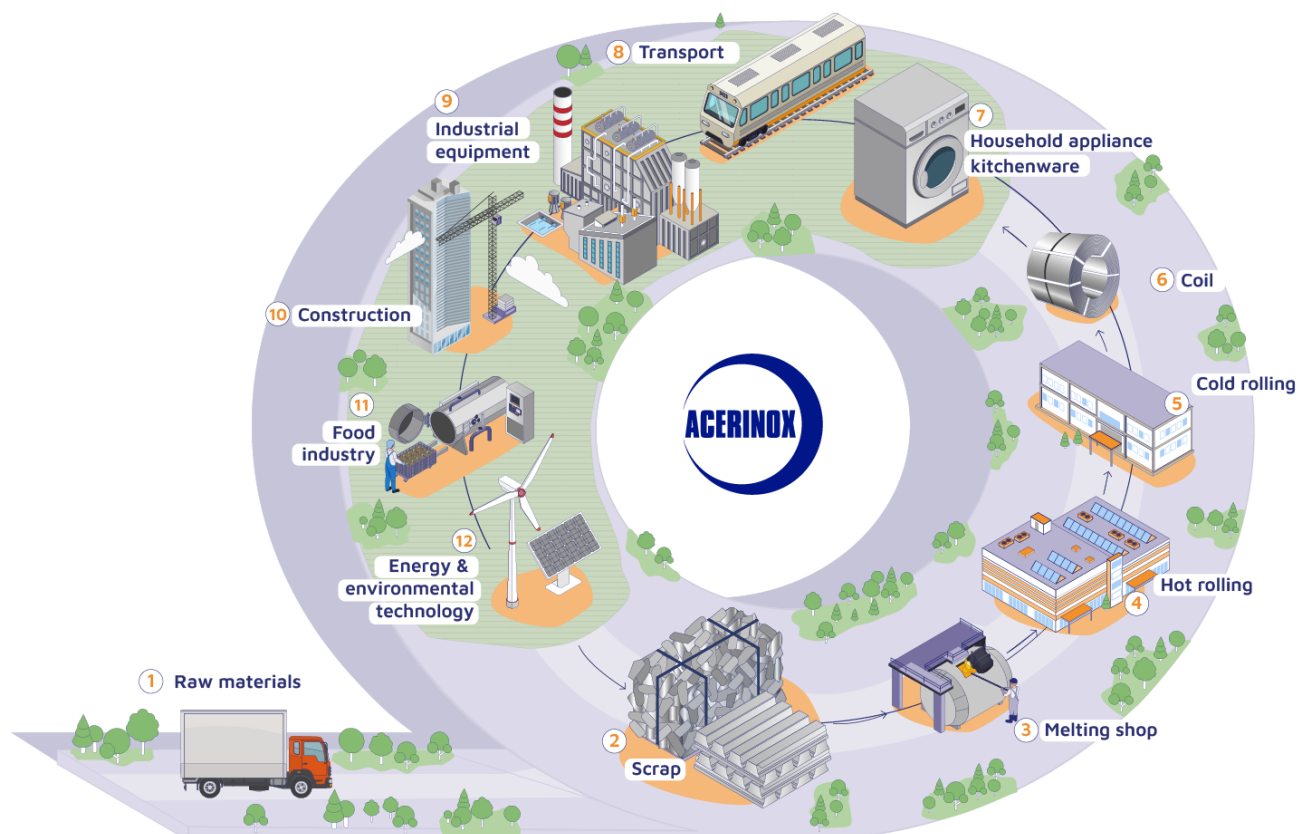 1
Raw materials
2
Scrap
3
Melting shop
4
Hot rolling
5
Cold rolling
6
Coil
7
Household appliance
kitchenware
8
Transport
9
Industrial
equipment
10
Construction
11
Food
industry
12
Energy &
environmental
technology
ACERINOX